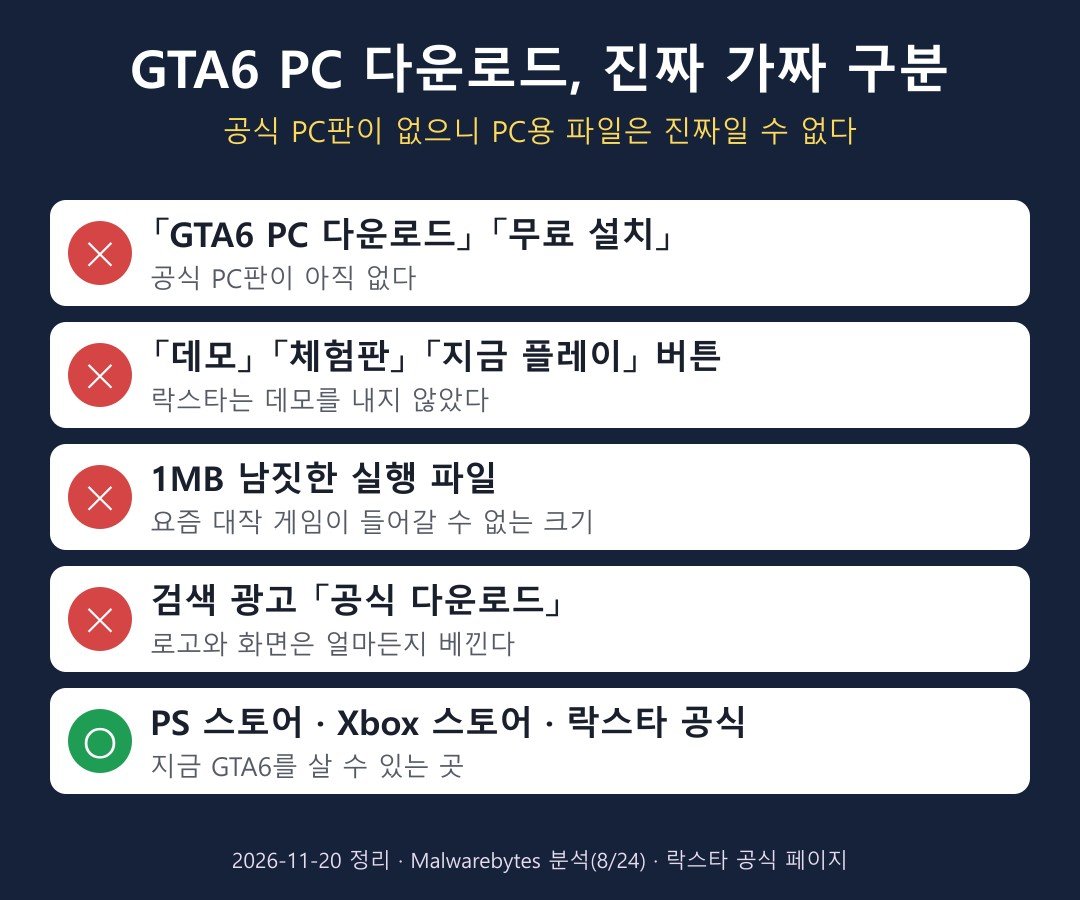 GTA6 PC 다운로드, 진짜 가짜 구분
공식 PC판이 없으니 PC용 파일은 진짜일 수 없다
「GTA6 PC 다운로드」「무료 설치」
공식 PC판이 아직 없다
「데모」「체험판」「지금 플레이」 버튼
락스타는 데모를 내지 않았다
1MB 남짓한 실행 파일
요즘 대작 게임이 들어갈 수 없는 크기
검색 광고 「공식 다운로드」
로고와 화면은 얼마든지 베낀다
PS 스토어 · Xbox 스토어 · 락스타 공식
지금 GTA6를 살 수 있는 곳
2026-11-20 정리 · Malwarebytes 분석(8/24) · 락스타 공식 페이지